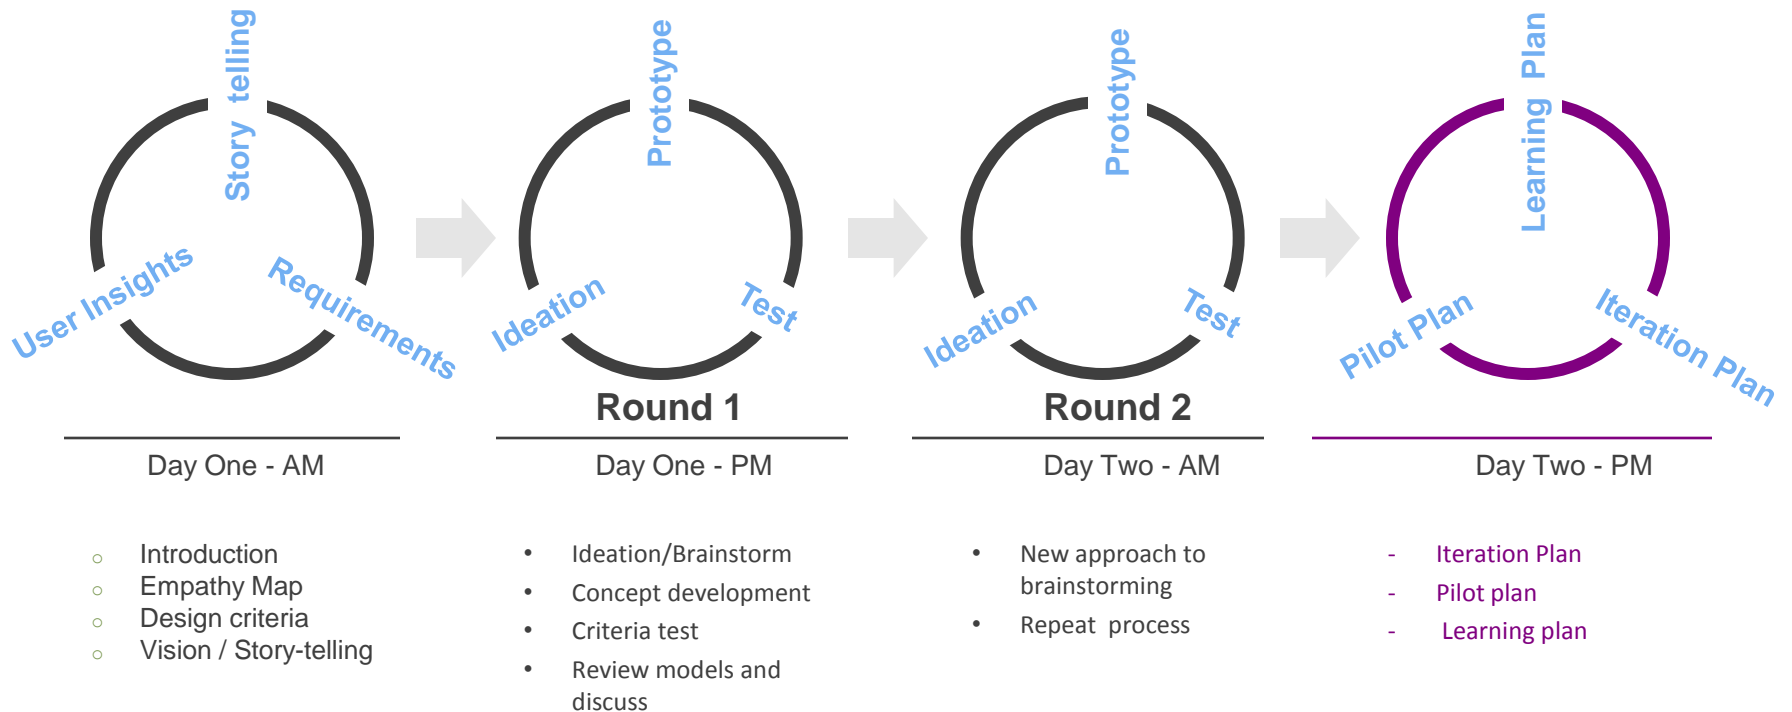 Story telling
User Insights
Requirements
Day One - AM
○ Introduction
○ Empathy Map
○ Design criteria
○ Vision / Story-telling
Prototype
Ideation
Test
Round 1
Day One - PM
• Ideation/Brainstorm
• Concept development
• Criteria test
• Review models and
discuss
Prototype
Ideation
Test
Round 2
Day Two - AM
• New approach to
brainstorming
• Repeat process
Learning Plan
Pilot Plan
Iteration Plan
Day Two - PM
- Iteration Plan
- Pilot plan
- Learning plan